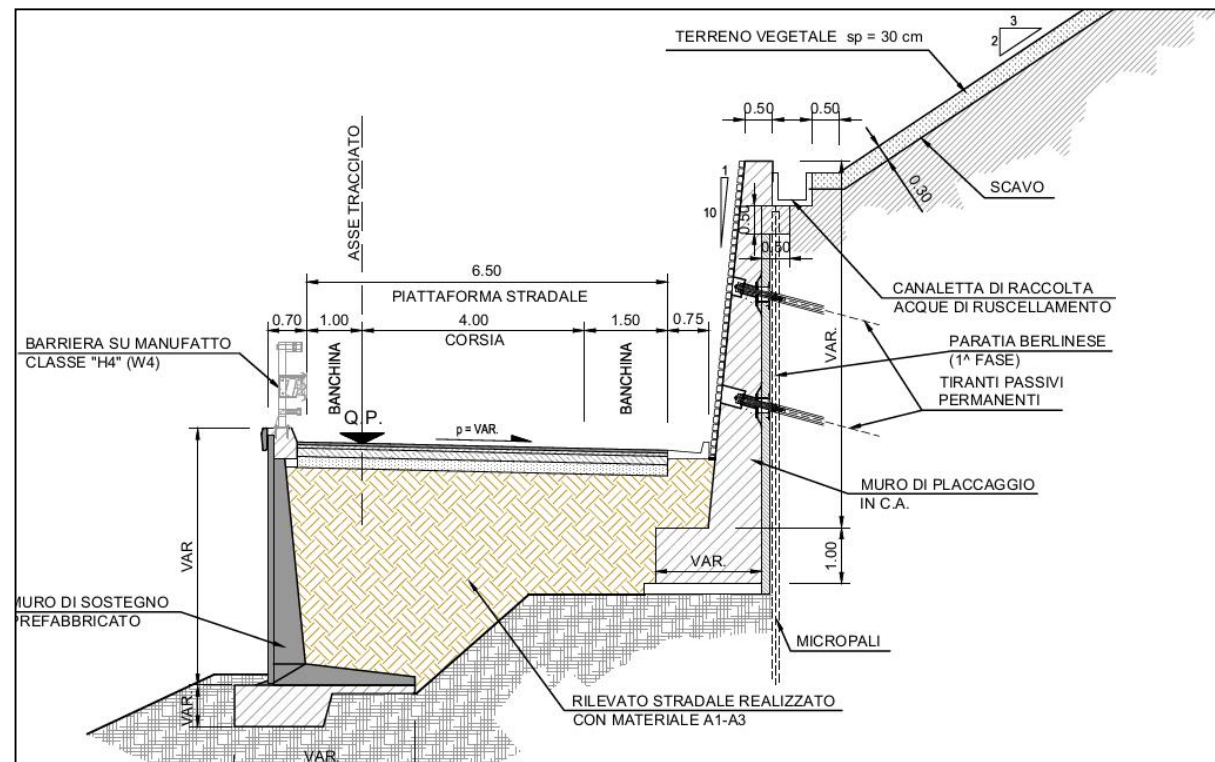 TERRENO VEGETALE sp = 30 cm
3
2
0.50
0.50
ASSE TRACCIATO
1
10
0.30
SCAVO
0.50
0.50
6.50
PIATTAFORMA STRADALE
CANALETTA DI RACCOLTA
ACQUE DI RUSCELLAMENTO
0.70
1.00
4.00
1.50
0.75
CORSIA
BARRIERA SU MANUFATTO
CLASSE "H4" (W4)
BANCHINA
BANCHINA
VAR.
PARATIA BERLINESE
(1^ FASE)
TIRANTI PASSIVI
PERMANENTI
Q.P.
p = VAR.
MURO DI PLACCAGGIO
IN C.A.
VAR
VAR.
1.00
MURO DI SOSTEGNO
PREFABBRICATO
MICROPALI
RILEVATO STRADALE REALIZZATO
CON MATERIALE A1-A3
VAR.
VAR.